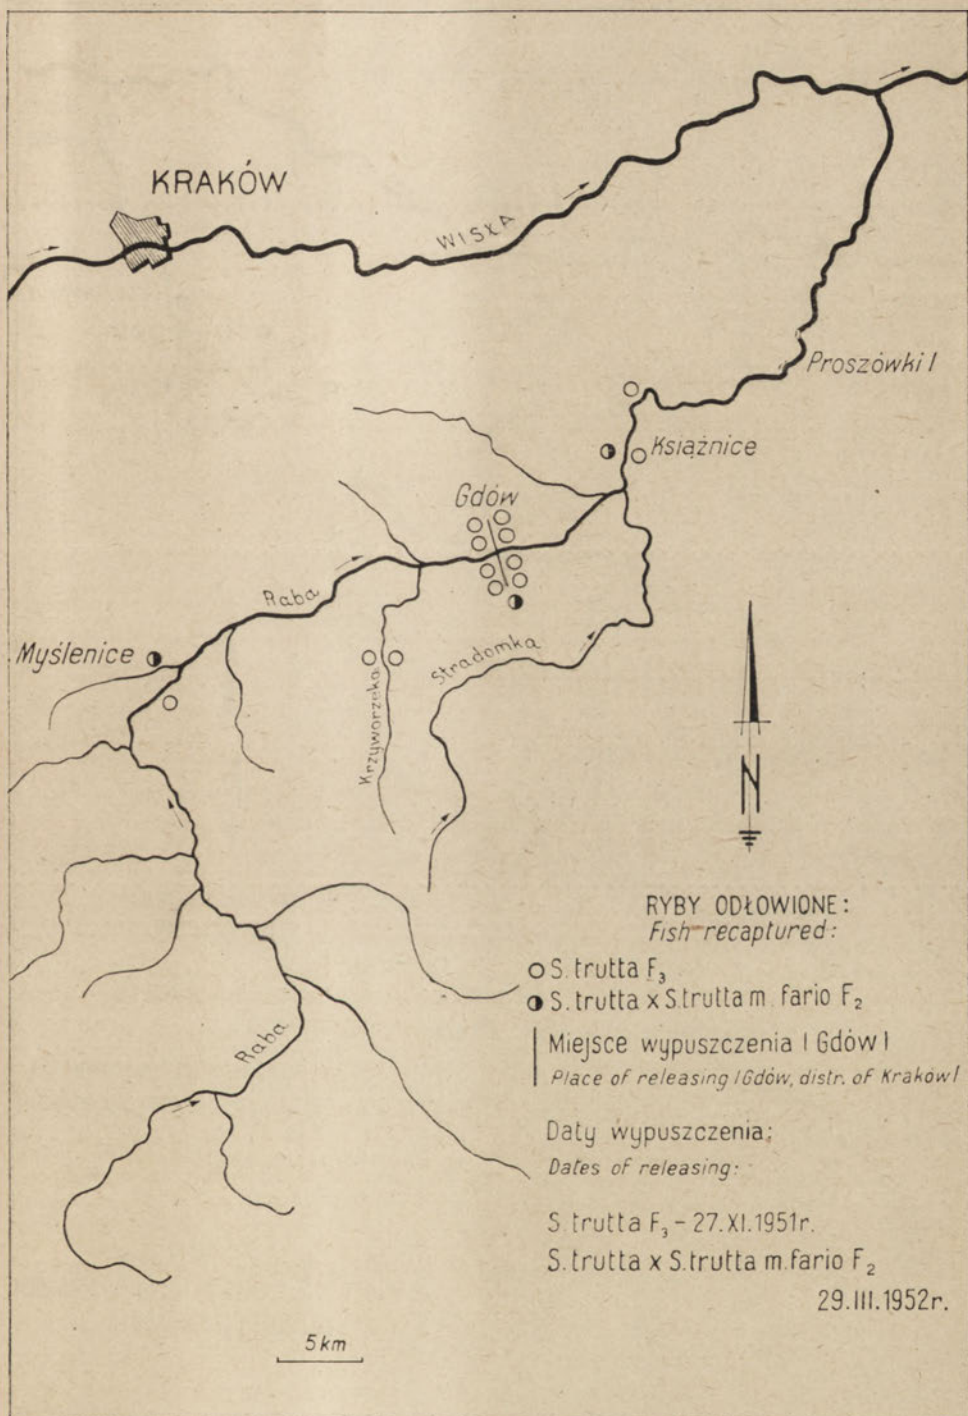 KRAKÓW
WISŁA
Proszówki I
Książnice
Gdów
Raba
Myślenice
Stradomka
Krzyworzeka
N
RYBY ODŁOWIONE:
Fish recaptured:
S. trutta F₃
S. trutta x S. trutta m. fario F₂
Miejsce wypuszczenia | Gdów |
Place of releasing / Gdów, distr. of Kraków /
Raba
Daty wypuszczenia:
Dates of releasing:
S. trutta F₃ - 27.XI.1951r.
S. trutta x S. trutta m. fario F₂
29.III.1952r.
5 km